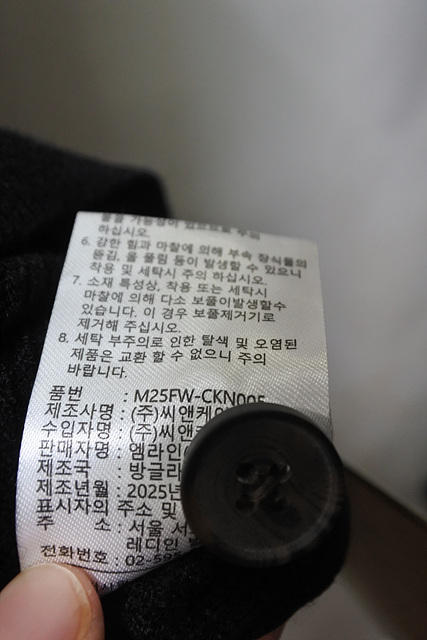 하십시오.
6. 강한 힘과 마찰에 의해 부속 장식물의
뜯김, 올 풀림 등이 발생할 수 있으니
착용 및 세탁시 주의 하십시오.
7. 소재 특성상, 착용 또는 세탁시
마찰에 의해 다소 보풀이발생할수
있습니다. 이 경우 보풀제거기로
제거해 주십시오.
8. 세탁 부주의로 인한 탈색 및 오염된
제품은 교환 할 수 없으니 주의
바랍니다.
품번 : M25FW-CKN005
제조사명 : (주)씨앤케이
수입자명 : (주)씨앤
판매자명 : 엠라인
제조국 : 방글라
제조년월 : 2025년
표시자의 주소 및
주 소 : 서울 서
레디인
전화번호 : 02-5